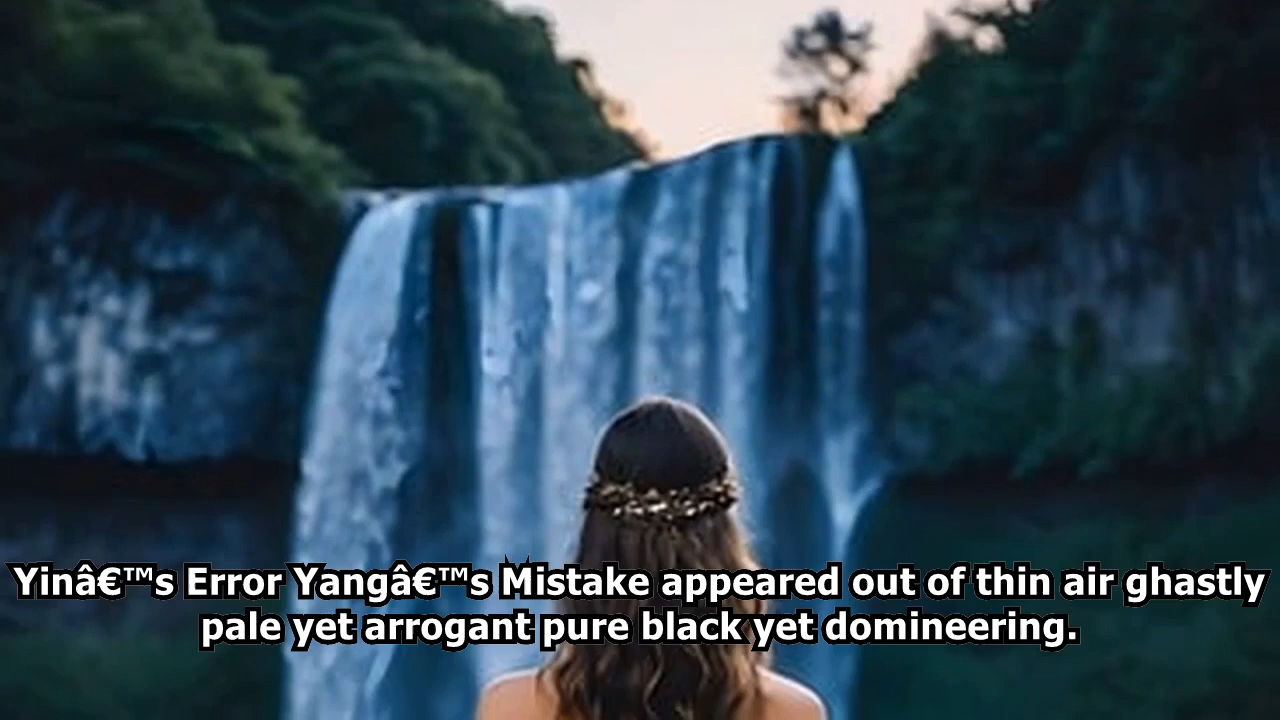 Yinâ€™s Error Yangâ€™s Mistake appeared out of thin air ghastly
pale yet arrogant pure black yet domineering.